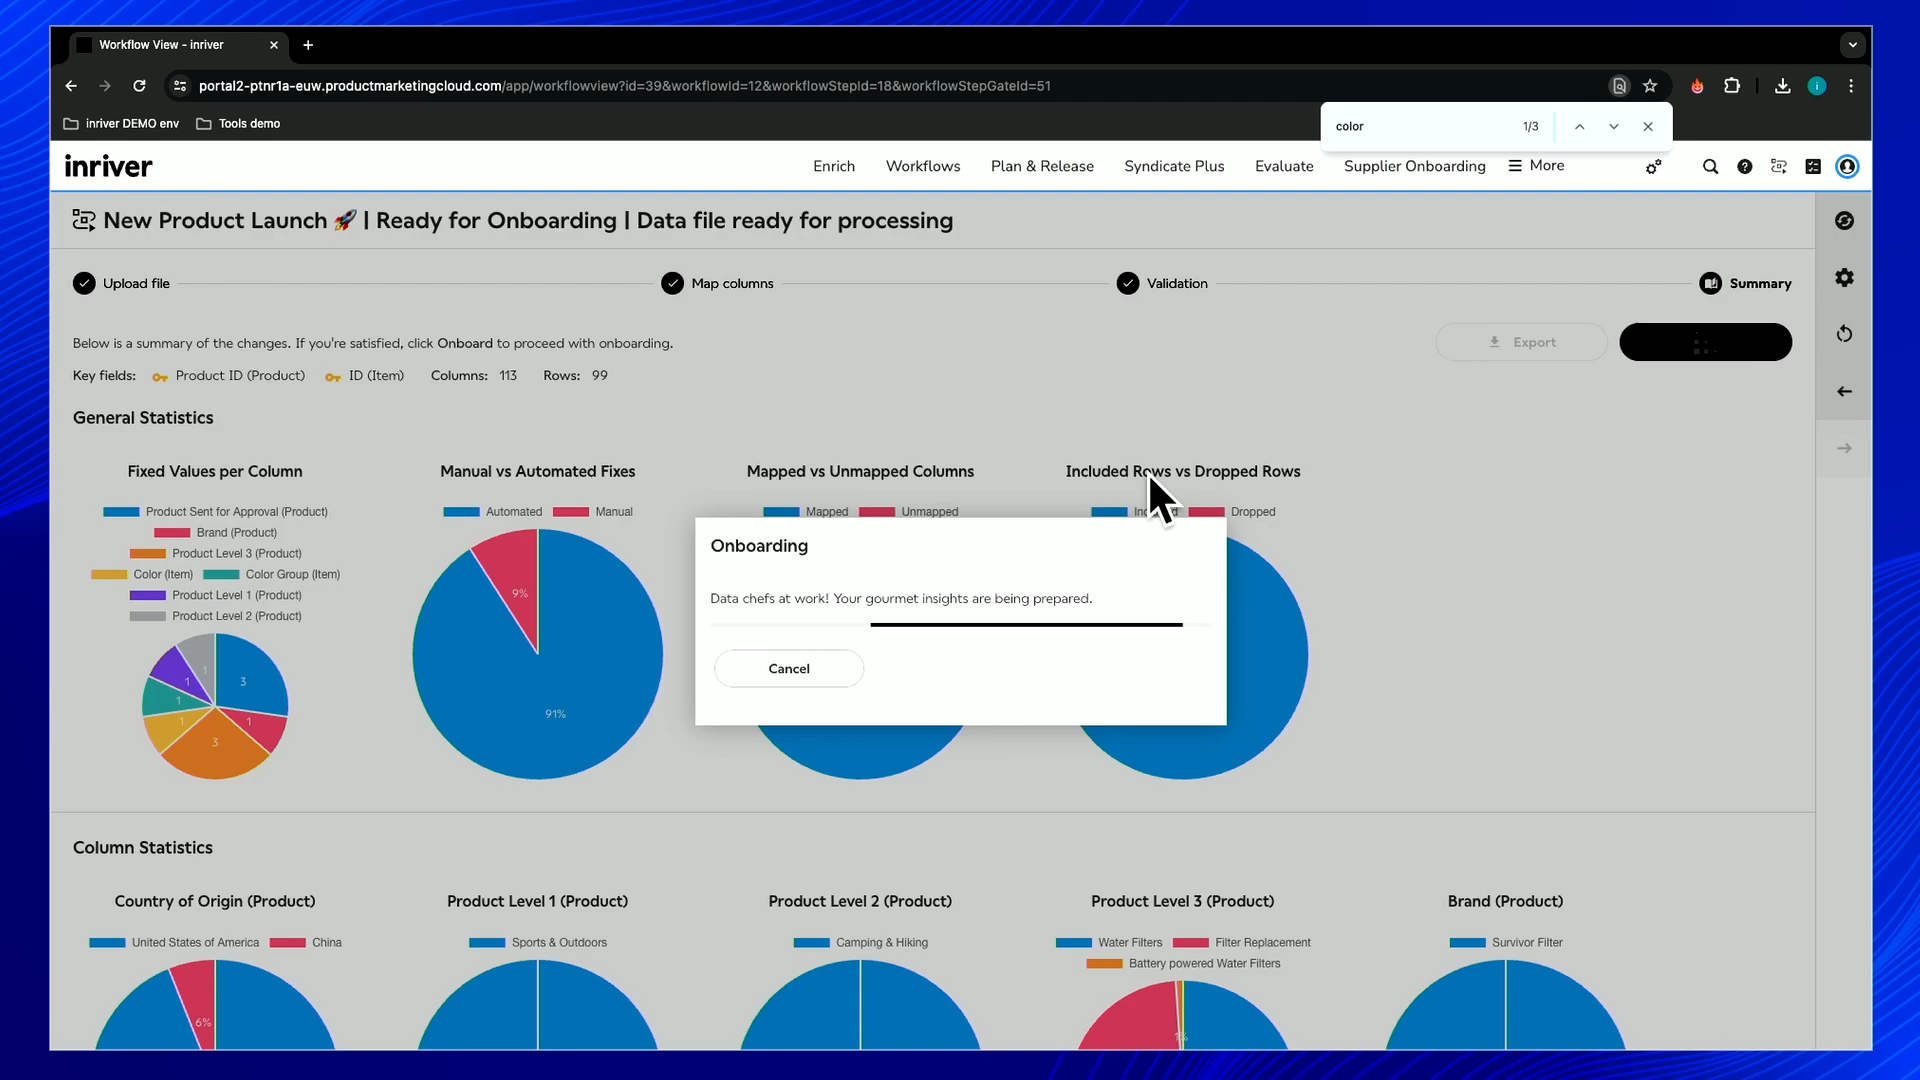 Workflow View - inriver
portal2-ptnr1a-euw.productmarketingcloud.com/app/workflowview?id=39&workflowId=12&workflowStepId=18&workflowStepGateId=51
inriver DEMO env Tools demo
color 1/3
inriver Enrich Workflows Plan & Release Syndicate Plus Evaluate Supplier Onboarding More
New Product Launch 🚀 | Ready for Onboarding | Data file ready for processing
Upload file Map columns Validation Summary
Below is a summary of the changes. If you're satisfied, click Onboard to proceed with onboarding.
Export
Key fields: Product ID (Product) ID (Item) Columns: 113 Rows: 99
General Statistics
Fixed Values per Column
Product Sent for Approval (Product)
Brand (Product)
Product Level 3 (Product)
Color (Item) Color Group (Item)
Product Level 1 (Product)
Product Level 2 (Product)
1
1
3
1
1
1
3
Manual vs Automated Fixes
Automated Manual
9%
91%
Mapped vs Unmapped Columns
Mapped Unmapped
Included Rows vs Dropped Rows
Dropped
Onboarding
Data chefs at work! Your gourmet insights are being prepared.
Cancel
Column Statistics
Country of Origin (Product)
United States of America China
6%
Product Level 1 (Product)
Sports & Outdoors
Product Level 2 (Product)
Camping & Hiking
Product Level 3 (Product)
Water Filters Filter Replacement
Battery powered Water Filters
Brand (Product)
Survivor Filter